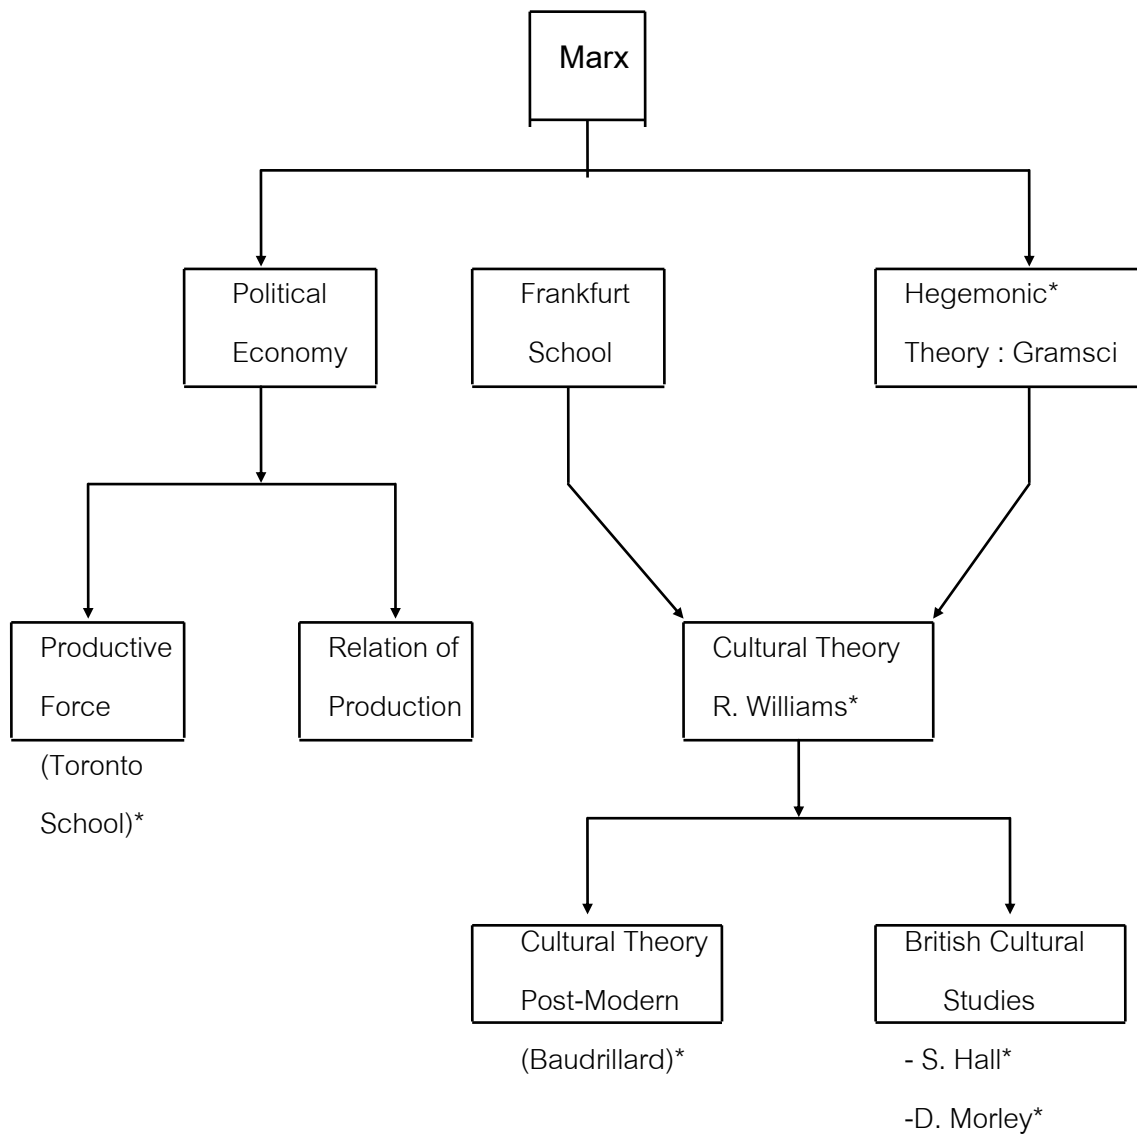 Marx
Political
Economy
Frankfurt
School
Hegemonic*
Theory : Gramsci
Productive
Force
(Toronto
School)*
Relation of
Production
Cultural Theory
R. Williams*
Cultural Theory
Post-Modern
(Baudrillard)*
British Cultural
Studies
- S. Hall*
-D. Morley*